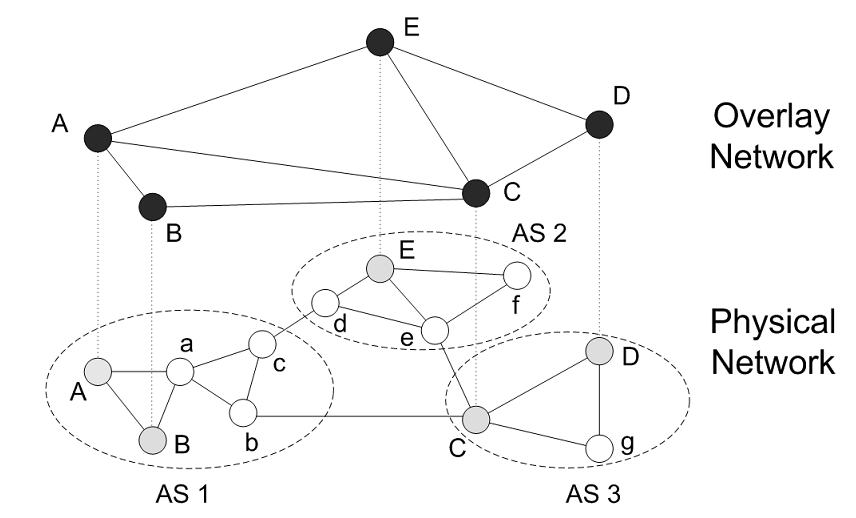 E
D
A
Overlay
Network
C
B
AS 2
E
f
d
e
Physical
Network
a
c
D
A
B
b
C
g
AS 1
AS 3